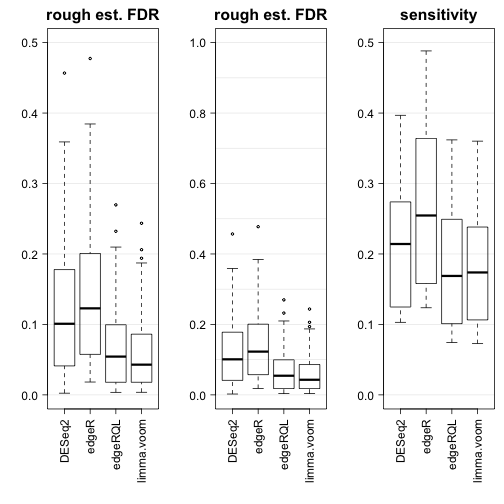 rough est. FDR
0.5
0.4
0.3
0.2
0.1
0.0
DESeq2
edgeR
edgeRQL
limma.voom
rough est. FDR
1.0
0.8
0.6
0.4
0.2
0.0
DESeq2
edgeR
edgeRQL
limma.voom
sensitivity
0.5
0.4
0.3
0.2
0.1
0.0
DESeq2
edgeR
edgeRQL
limma.voom